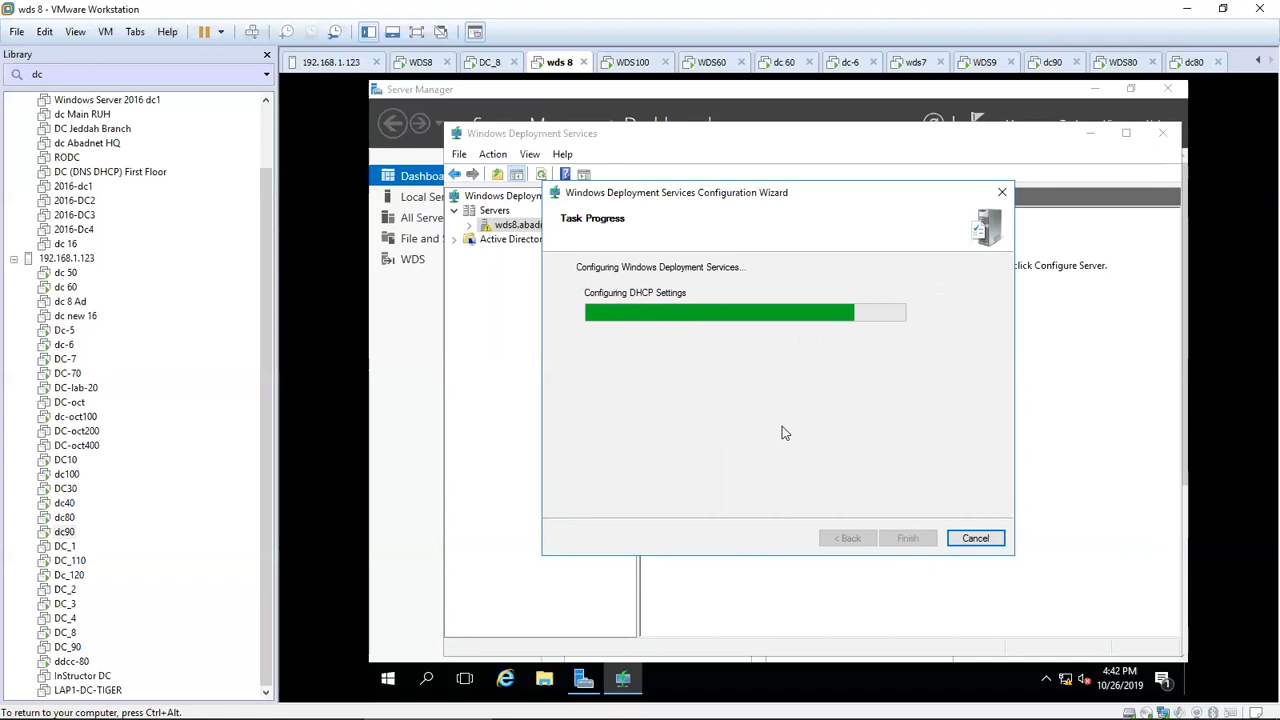 wds 8 - VMware Workstation
File Edit View VM Tabs Help
Library
dc
192.168.1.123 WDS8 DC_8 wds 8 WDS100 WDS60 dc 60 dc-6 wds7 WDS9 dc90 WDS80 dc80
Windows Server 2016 dc1
dc Main RUH
DC Jeddah Branch
dc Abadnet HQ
RODC
DC (DNS DHCP) First Floor
2016-dc1
2016-DC2
2016-DC3
2016-Dc4
dc 16
192.168.1.123
dc 50
dc 60
dc 8 Ad
dc new 16
Dc-5
dc-6
DC-7
DC-70
DC-lab-20
DC-oct
dc-oct100
DC-oct200
DC-oct400
DC10
dc100
DC30
dc40
dc80
dc90
DC_1
DC_110
DC_120
DC_2
DC_3
DC_4
DC_8
DC_90
ddcc-80
InStructor DC
LAP1-DC-TIGER
Server Manager
Dashboa
Local Se
All Serve
File and S
WDS
Windows Deployment Services
File Action View Help
Windows Deploym
Servers
wds8.abadn
Active Director
click Configure Server.
Windows Deployment Services Configuration Wizard
Task Progress
Configuring Windows Deployment Services...
Configuring DHCP Settings
< Back Finish Cancel
4:42 PM
10/26/2019
1
To return to your computer, press Ctrl+Alt.